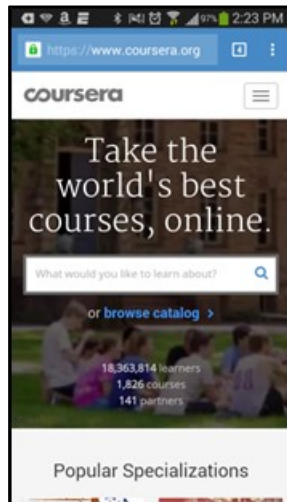 97% 2:23 PM
https://www.coursera.org 4
coursera
Take the
world's best
courses, online.
What would you like to learn about?
or browse catalog >
18,363,814 learners
1,826 courses
141 partners
Popular Specializations